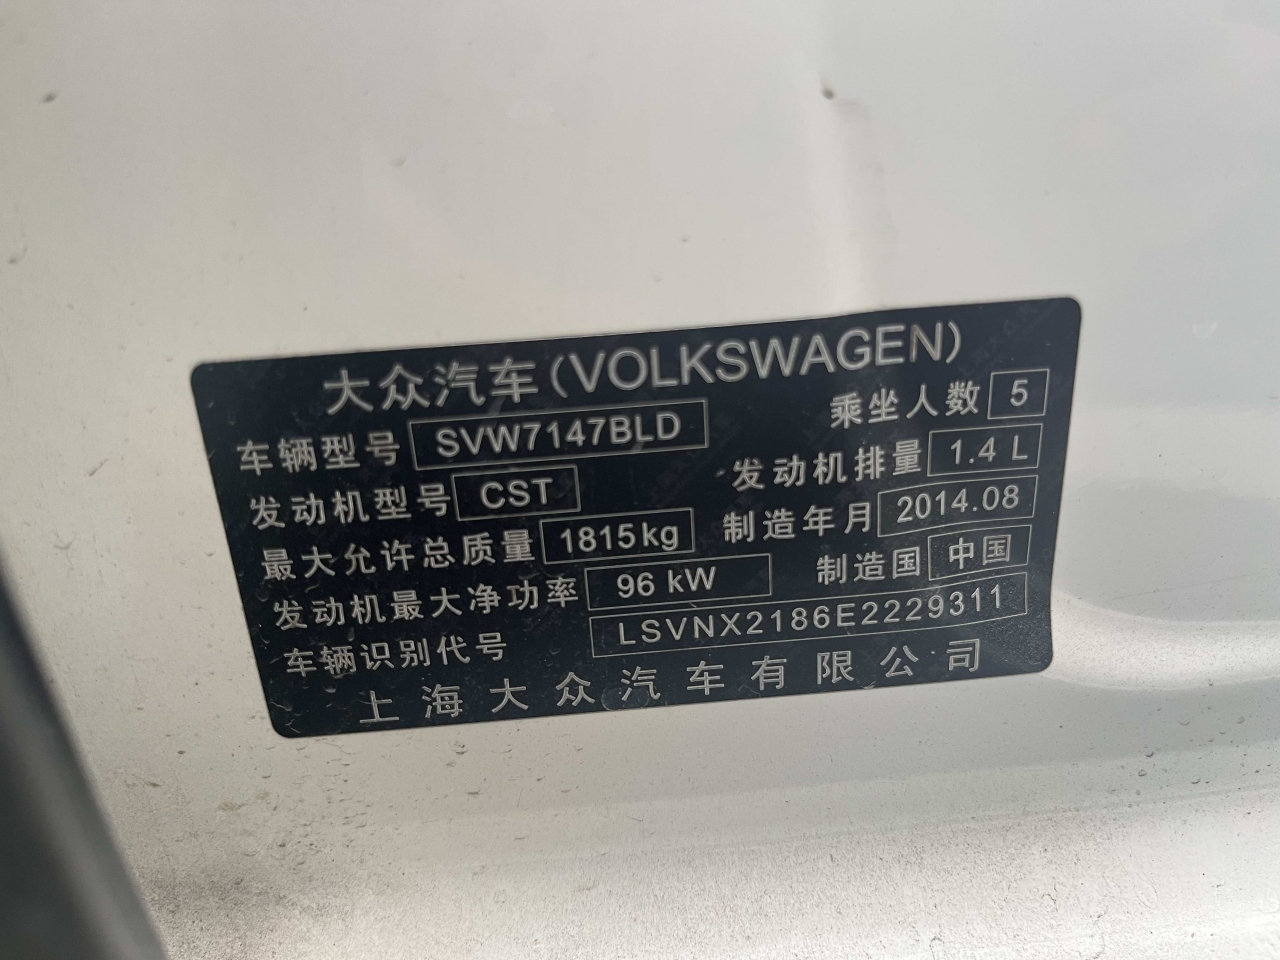 大众汽车(VOLKSWAGEN)
车辆型号 SVW7147BLD 乘坐人数 5
发动机型号 CST 发动机排量 1.4 L
最大允许总质量 1815kg 制造年月 2014.08
发动机最大净功率 96 kW 制造国 中国
车辆识别代号 LSVNX2186E2229311
上海大众汽车有限公司